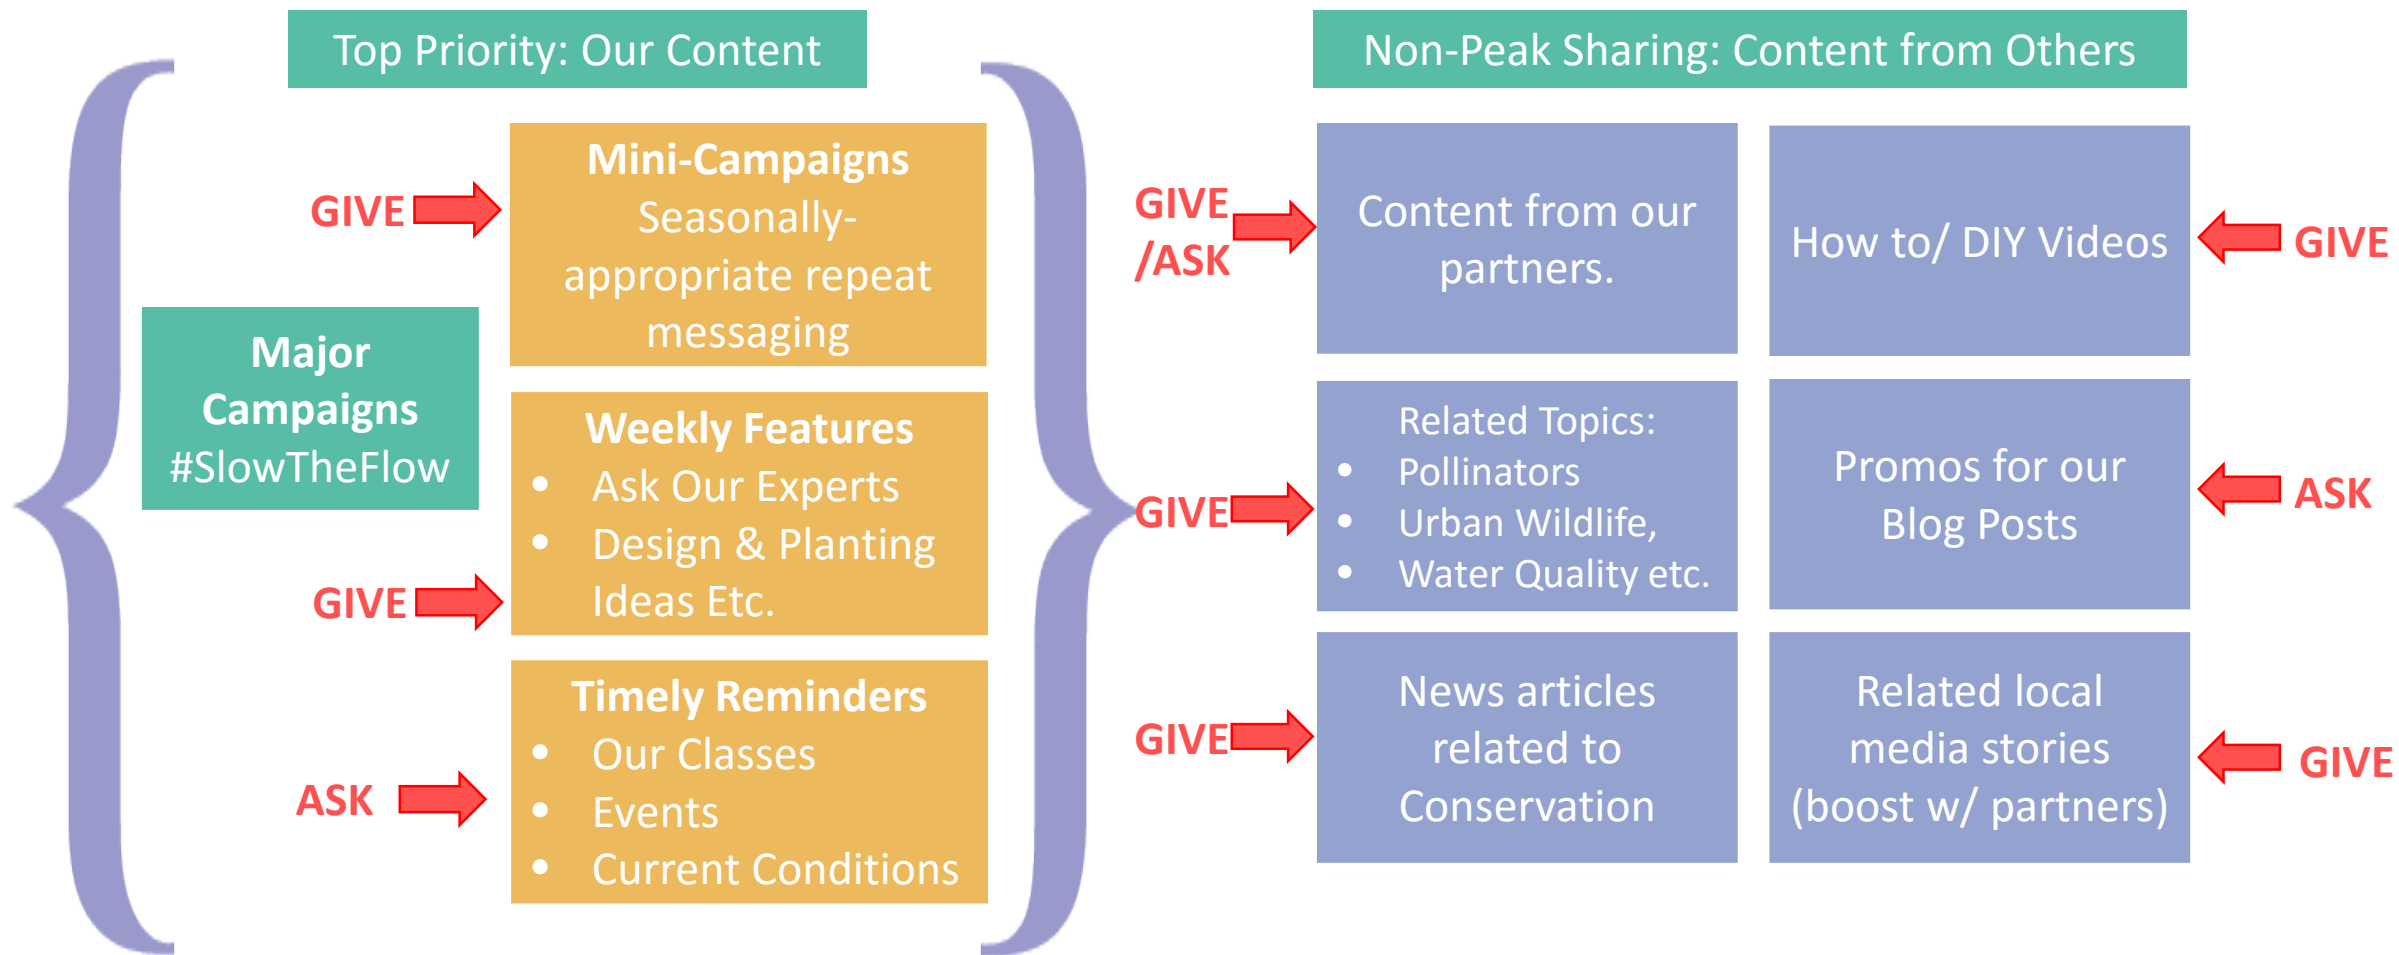 Top Priority: Our Content
Non-Peak Sharing: Content from Others
GIVE
Mini-Campaigns
Seasonally-
appropriate repeat
messaging
Major
Campaigns
#SlowTheFlow
GIVE
Weekly Features
• Ask Our Experts
• Design & Planting
Ideas Etc.
ASK
Timely Reminders
• Our Classes
• Events
• Current Conditions
GIVE
/ASK
Content from our
partners.
How to/ DIY Videos
GIVE
GIVE
Related Topics:
• Pollinators
• Urban Wildlife,
• Water Quality etc.
Promos for our
Blog Posts
ASK
GIVE
News articles
related to
Conservation
Related local
media stories
(boost w/ partners)
GIVE